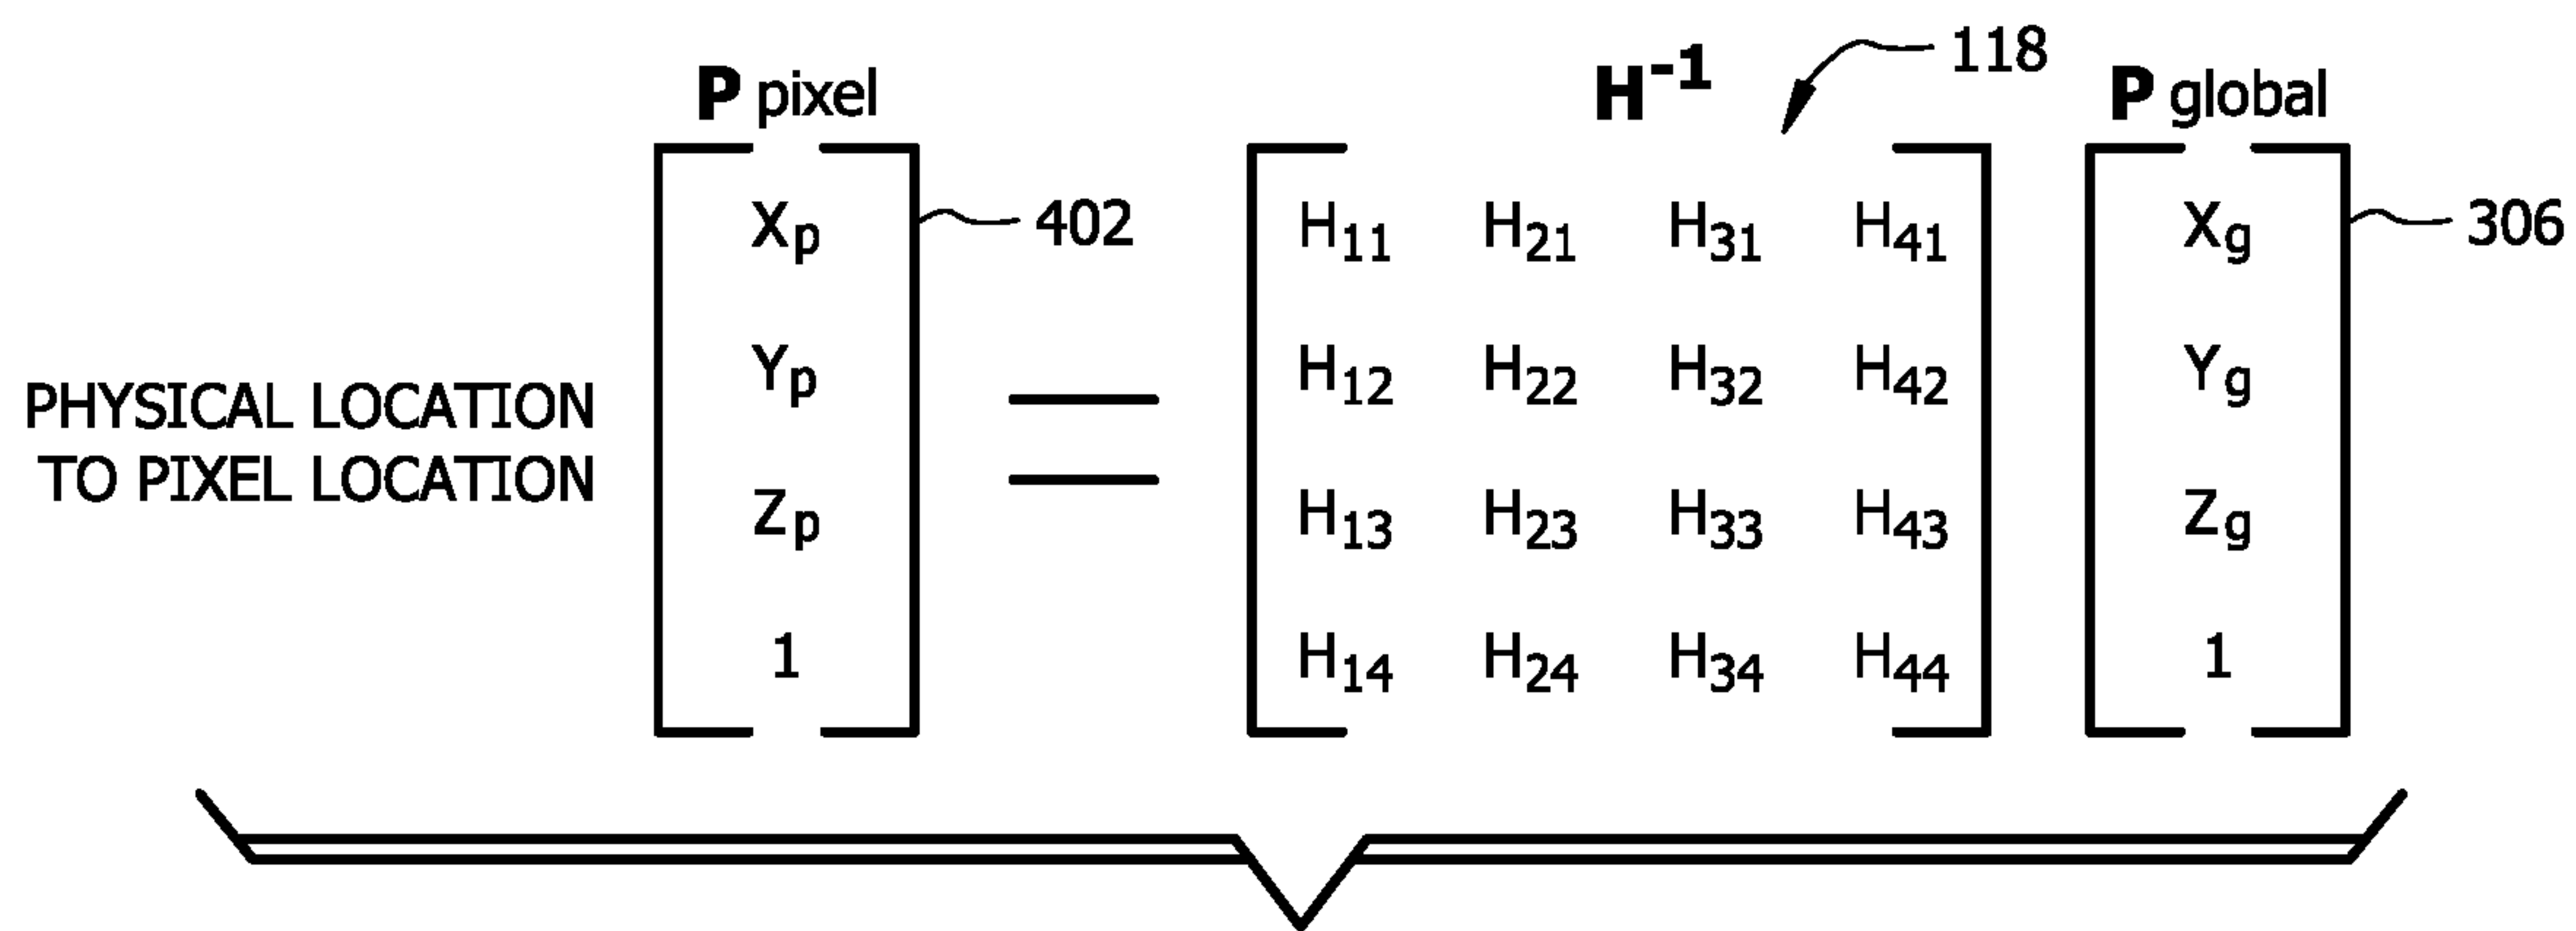 P pixel H⁻¹ 118 P global
Xp 402 H11 H21 H31 H41 Xg 306
Yp H12 H22 H32 H42 Yg
PHYSICAL LOCATION
TO PIXEL LOCATION
=
Zp H13 H23 H33 H43 Zg
1 H14 H24 H34 H44 1